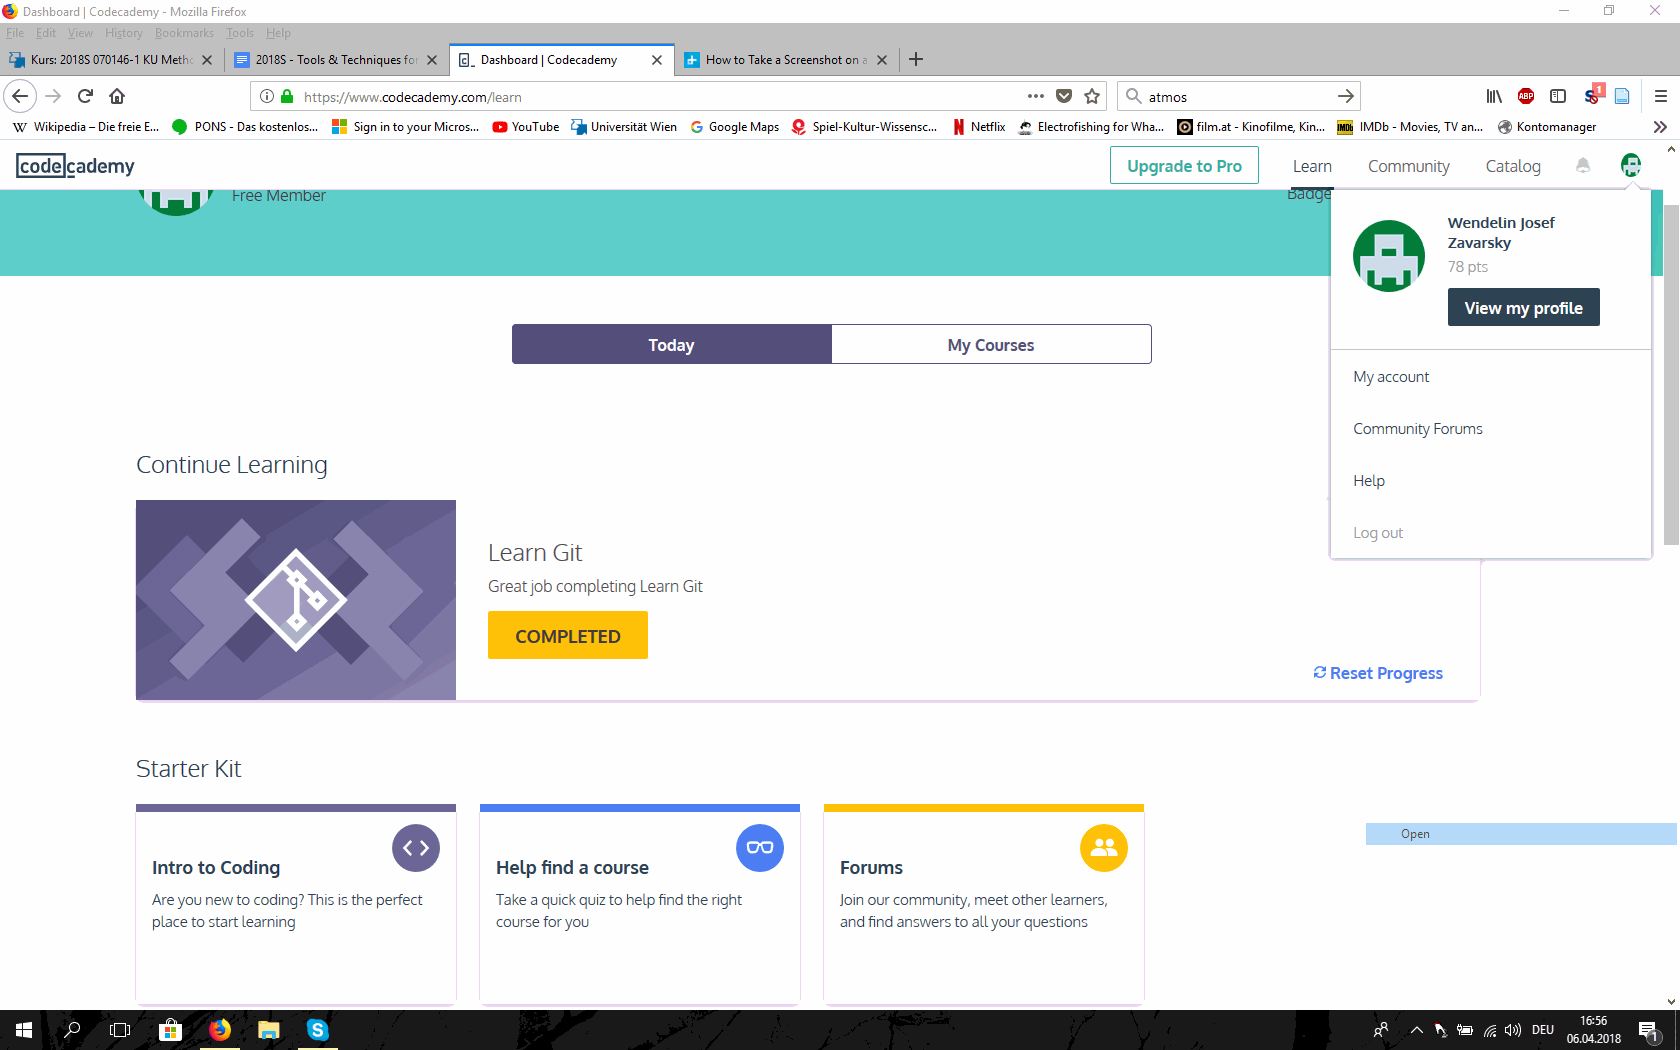 Dashboard | Codecademy - Mozilla Firefox
File Edit View History Bookmarks Tools Help
Kurs: 2018S 070146-1 KU Metho
2018S - Tools & Techniques for
Dashboard | Codecademy
How to Take a Screenshot on a
https://www.codecademy.com/learn
atmos
ABP
1
Wikipedia – Die freie E...
PONS - Das kostenlos...
Sign in to your Micros...
YouTube
Universität Wien
Google Maps
Spiel-Kultur-Wissensc...
Netflix
Electrofishing for Wha...
film.at - Kinofilme, Kin...
IMDb - Movies, TV an...
Kontomanager
codecademy
Upgrade to Pro
Learn
Community
Catalog
Free Member
Badge
Wendelin Josef
Zavarsky
78 pts
View my profile
My account
Community Forums
Help
Log out
Today
My Courses
Continue Learning
Learn Git
Great job completing Learn Git
COMPLETED
Reset Progress
Starter Kit
Intro to Coding
Are you new to coding? This is the perfect
place to start learning
Help find a course
Take a quick quiz to help find the right
course for you
Forums
Join our community, meet other learners,
and find answers to all your questions
Open
DEU
16:56
06.04.2018
1